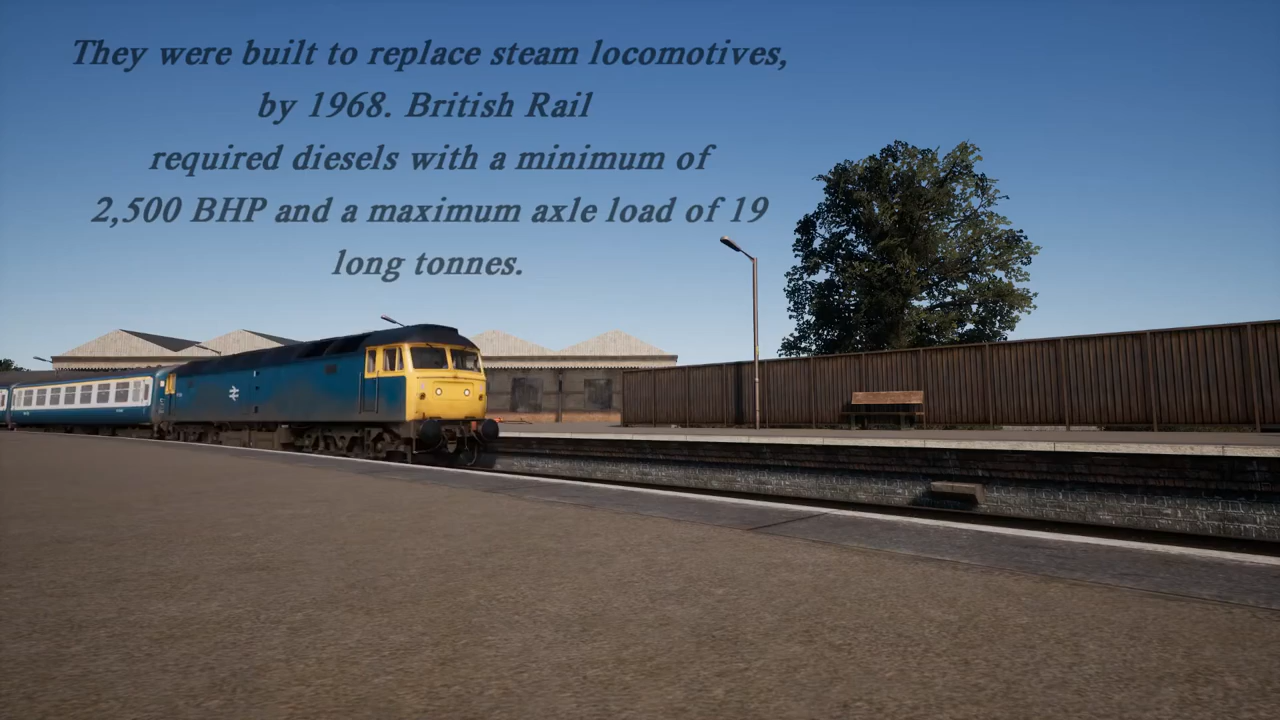 They were built to replace steam locomotives,
by 1968. British Rail
required diesels with a minimum of
2,500 BHP and a maximum axle load of 19
long tonnes.